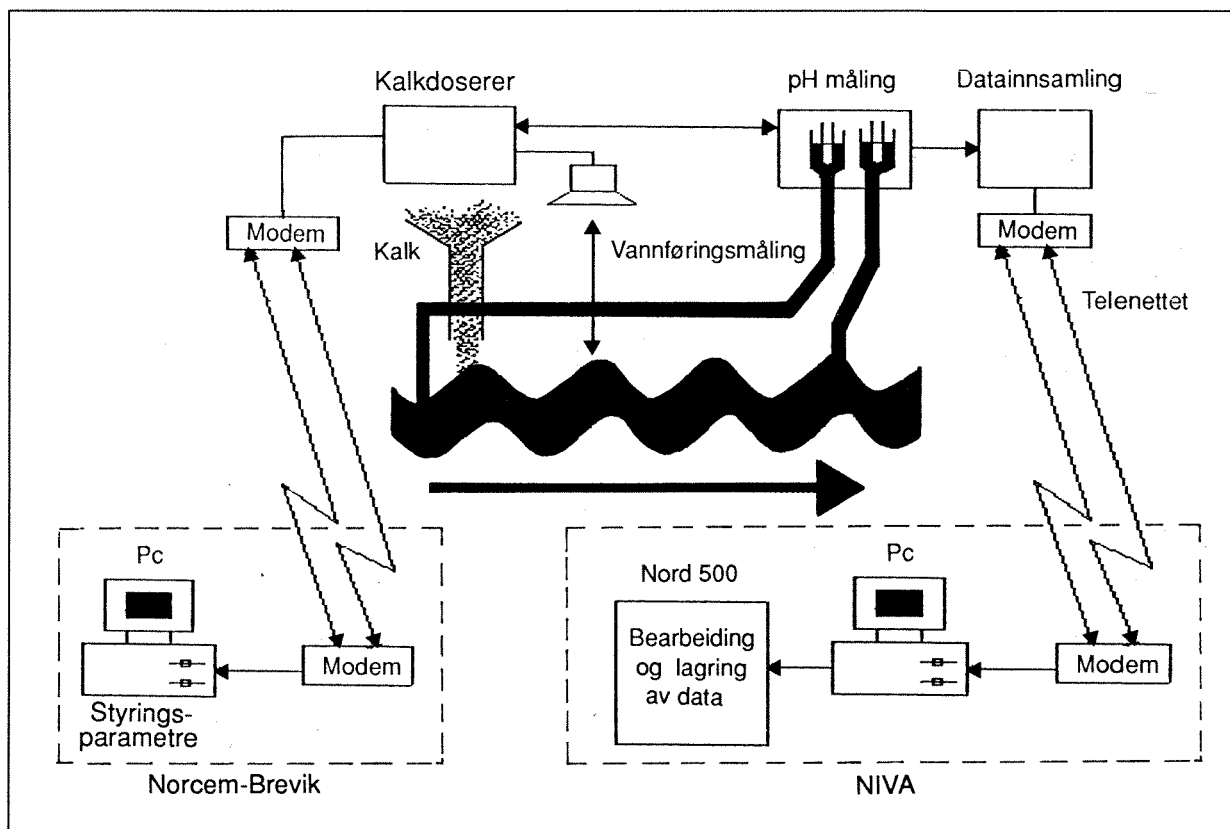 Kalkdoserer
pH måling
Datainnsamling
Modem
Kalk
Vannføringsmåling
Modem
Telenettet
Pc
Modem
Styrings-
parametre
Norcem-Brevik
Nord 500
Bearbeiding
og lagring
av data
Pc
Modem
NIVA